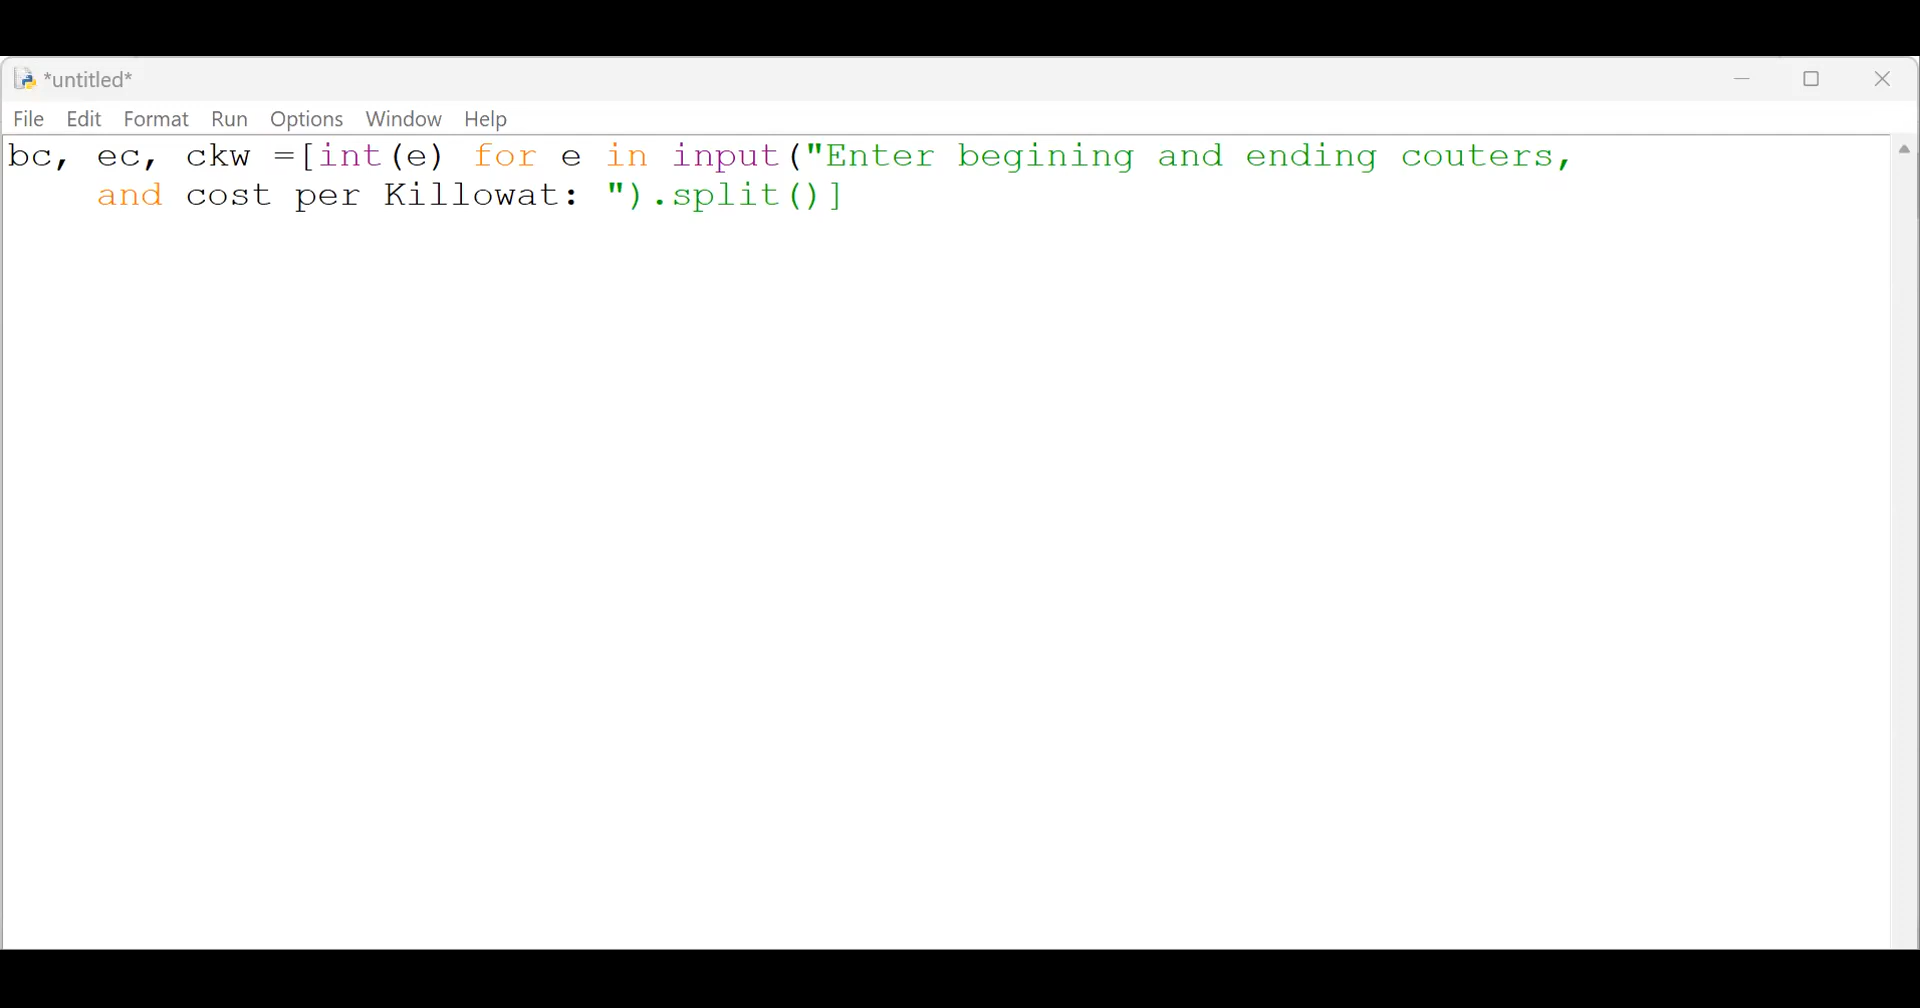 *untitled*
File Edit Format Run Options Window Help
bc, ec, ckw =[int(e) for e in input("Enter begining and ending couters,
and cost per Killowat: ").split()]